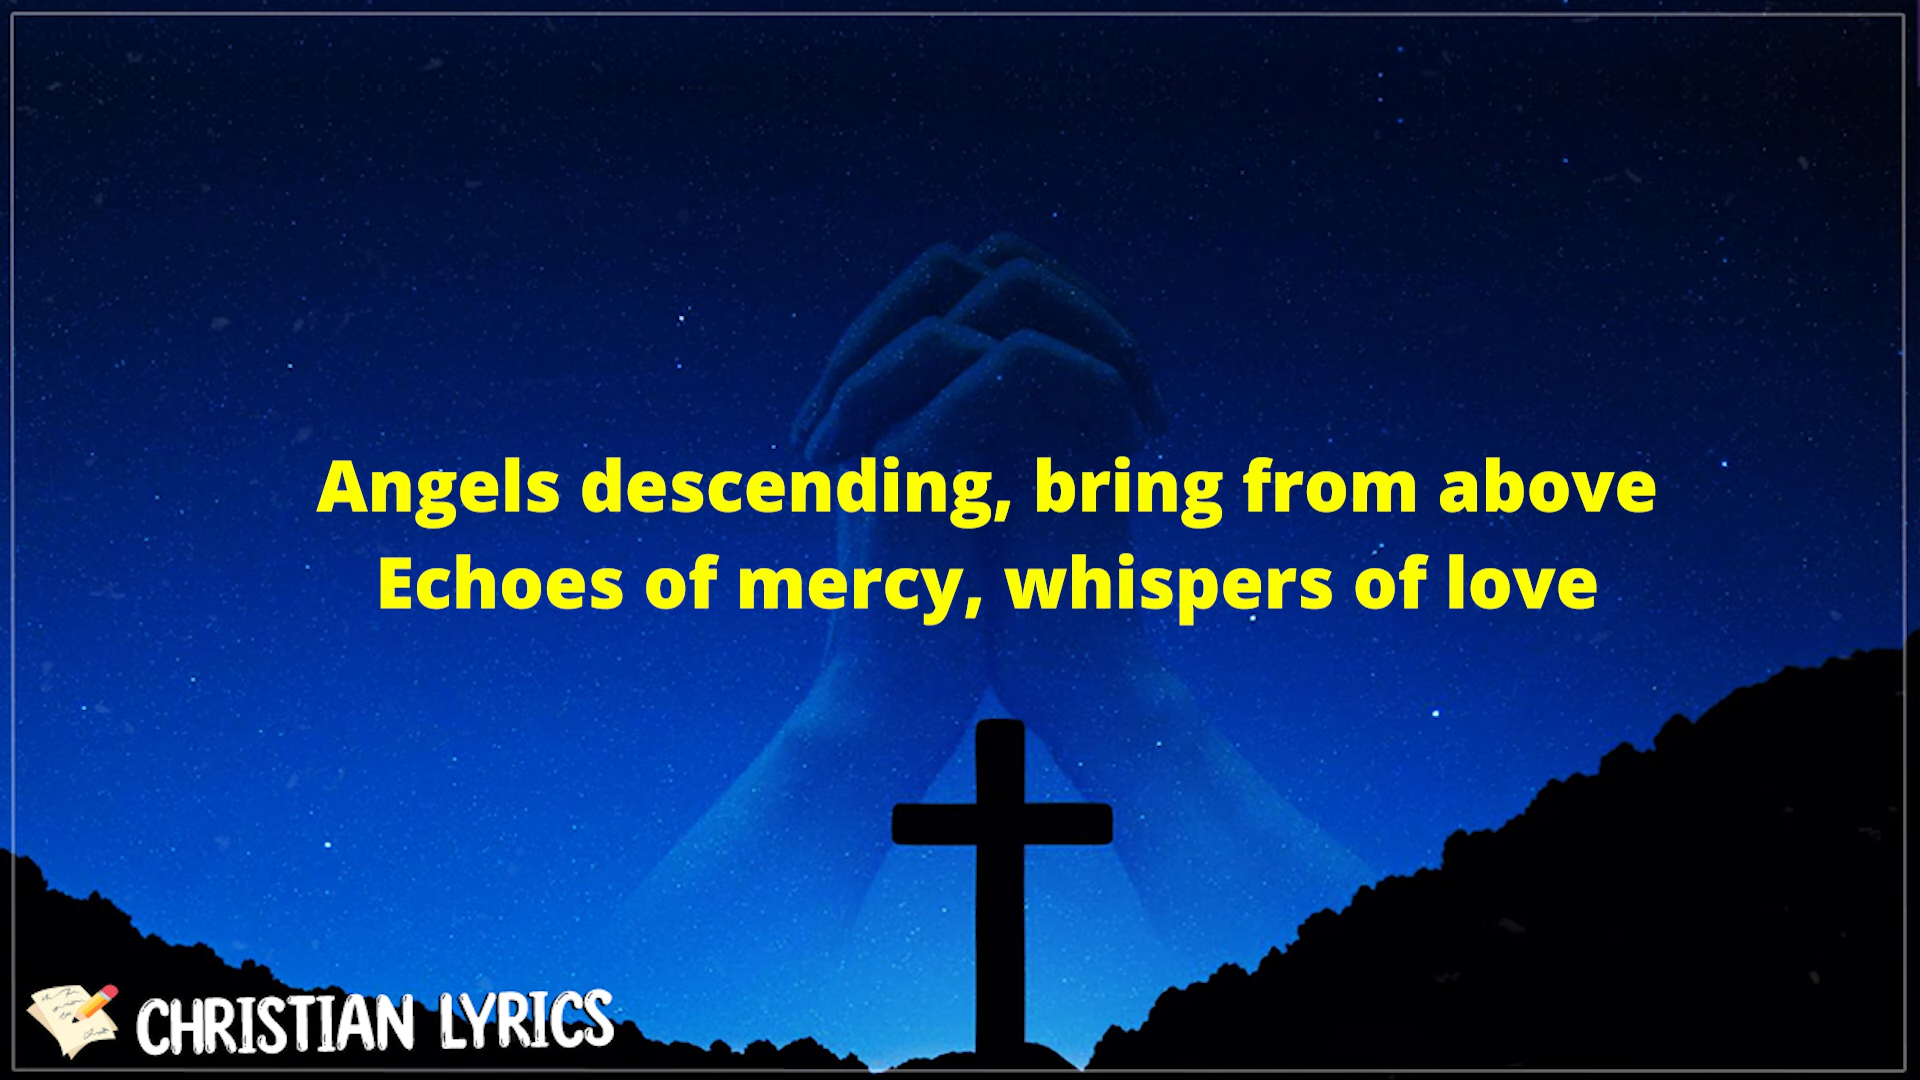 Angels descending, bring from above
Echoes of mercy, whispers of love
CHRISTIAN LYRICS